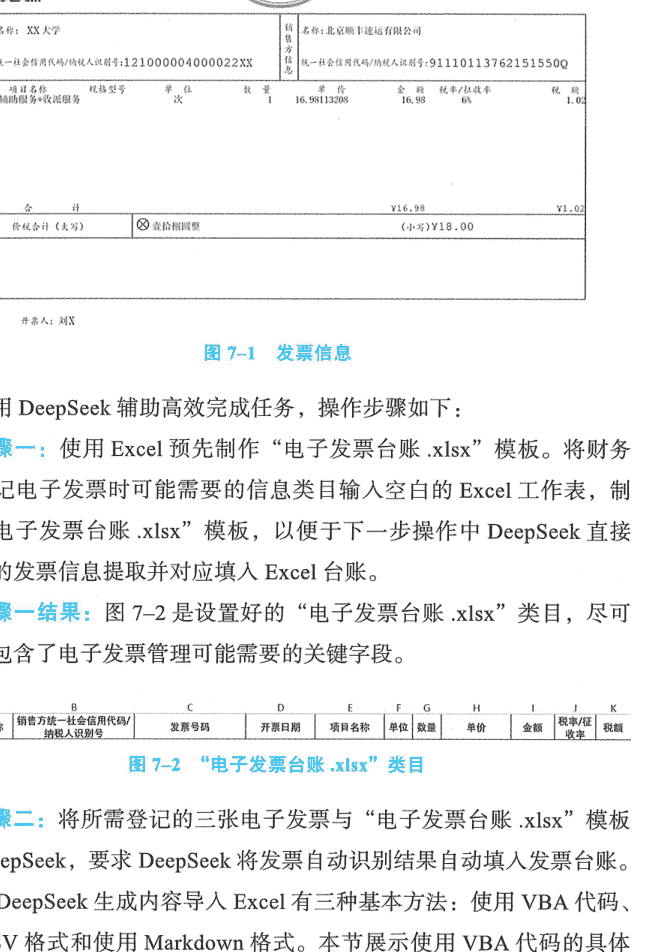 名称: XX大学
销售方信息
名称:北京顺丰速运有限公司
统一社会信用代码/纳税人识别号:12100000400002​2XX
统一社会信用代码/纳税人识别号:91110113762151550Q
项目名称 规格型号 单 位 数 量 单 价 金 额 税率/征收率 税 额
辅助服务*收派服务 次 1 16.98113208 16.98 6% 1.02
合 计 ¥16.98 ¥1.02
价税合计(大写) ⊗壹拾捌圆整 (小写)¥18.00
开票人: 刘X
图 7–1 发票信息
用 DeepSeek 辅助高效完成任务,操作步骤如下:
骤一:使用 Excel 预先制作“电子发票台账 .xlsx”模板。将财务
记电子发票时可能需要的信息类目输入空白的 Excel 工作表,制
电子发票台账 .xlsx”模板,以便于下一步操作中 DeepSeek 直接
的发票信息提取并对应填入 Excel 台账。
骤一结果:图 7–2 是设置好的“电子发票台账 .xlsx”类目,尽可
包含了电子发票管理可能需要的关键字段。
B C D E F G H I J K
称 销售方统一社会信用代码/纳税人识别号 发票号码 开票日期 项目名称 单位 数量 单价 金额 税率/征收率 税额
图 7–2 “电子发票台账 .xlsx”类目
骤二:将所需登记的三张电子发票与“电子发票台账 .xlsx”模板
epSeek,要求 DeepSeek 将发票自动识别结果自动填入发票台账。
DeepSeek 生成内容导入 Excel 有三种基本方法:使用 VBA 代码、
SV 格式和使用 Markdown 格式。本节展示使用 VBA 代码的具体